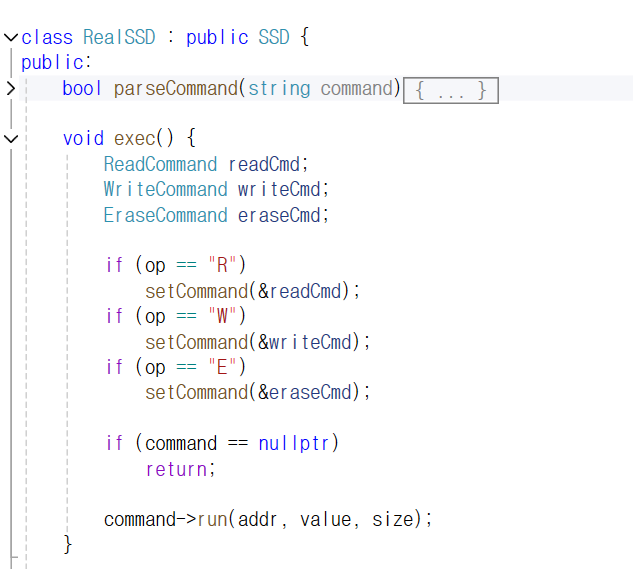 class RealSSD : public SSD {
public:
bool parseCommand(string command){ ... }
void exec() {
ReadCommand readCmd;
WriteCommand writeCmd;
EraseCommand eraseCmd;
if (op == "R")
setCommand(&readCmd);
if (op == "W")
setCommand(&writeCmd);
if (op == "E")
setCommand(&eraseCmd);
if (command == nullptr)
return;
command->run(addr, value, size);
}